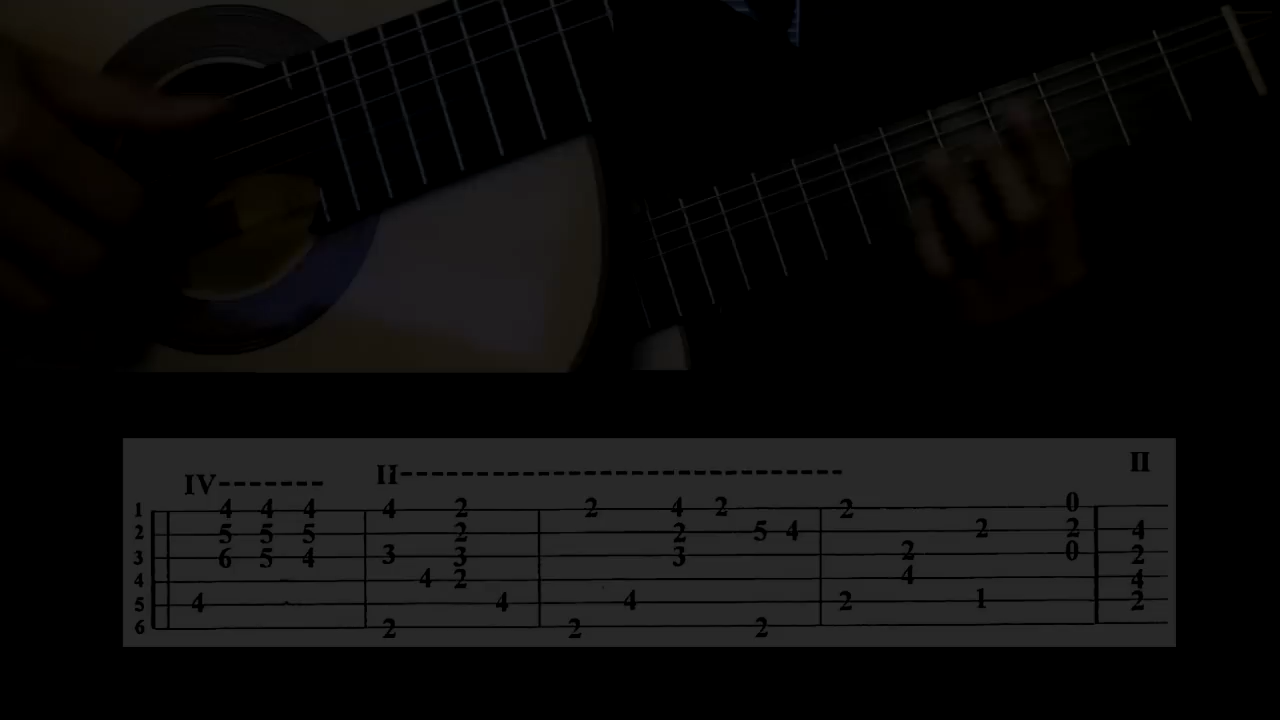 II
IV-------- II----------------------------------
1 4 4 4 4 2 2 4 2 2 0
2 5 5 5 2 2 5 4 2 2 4
3 6 5 4 3 3 3 2 0 2
4 4 2 4 4
5 4 4 4 2 1 2
6 2 2 2